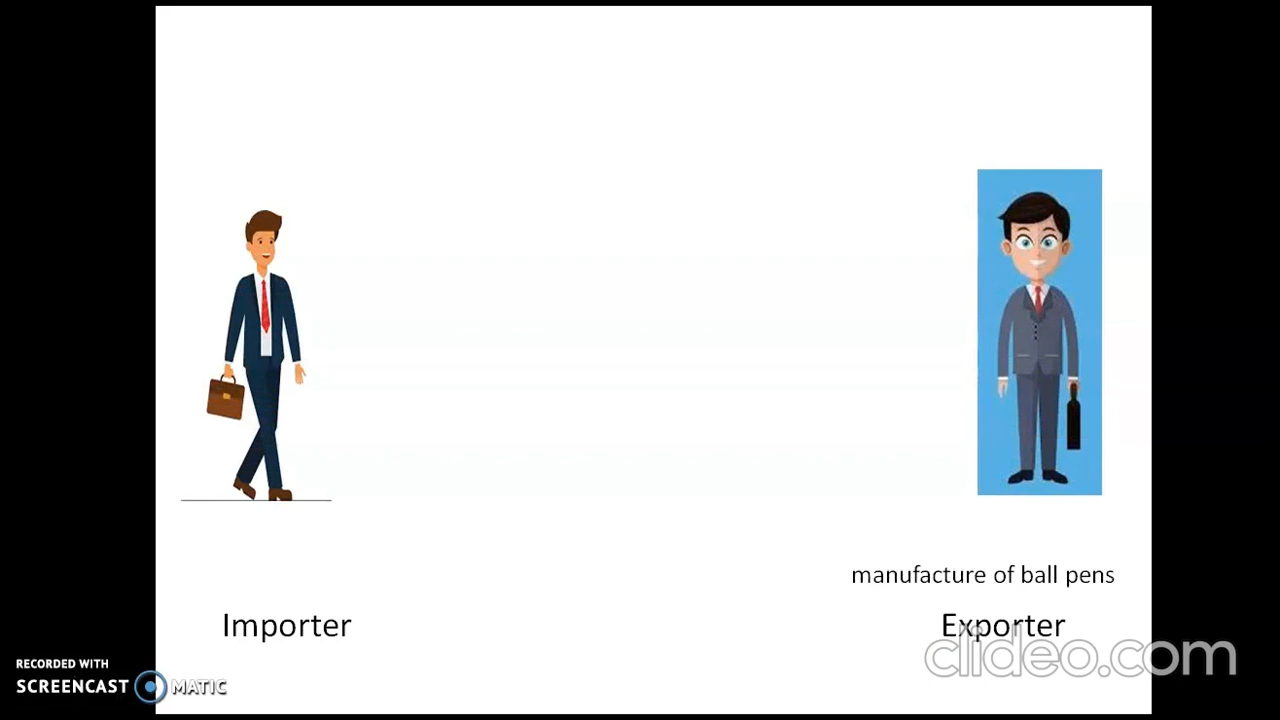 manufacture of ball pens
Importer
Exporter
clideo.com
RECORDED WITH
SCREENCAST MATIC